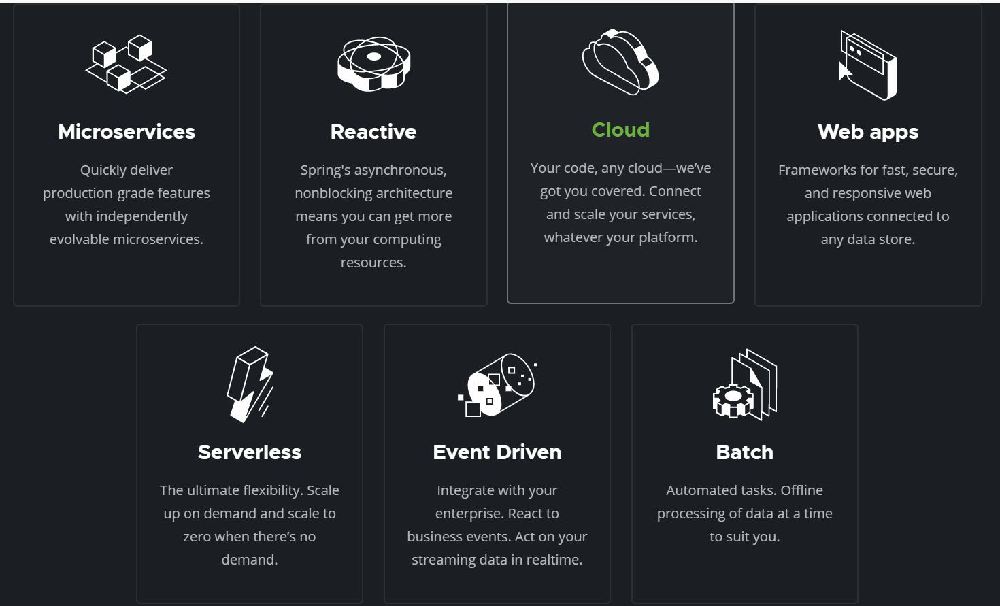 Microservices
Quickly deliver
production-grade features
with independently
evolvable microservices.
Reactive
Spring's asynchronous,
nonblocking architecture
means you can get more
from your computing
resources.
Cloud
Your code, any cloud—we’ve
got you covered. Connect
and scale your services,
whatever your platform.
Web apps
Frameworks for fast, secure,
and responsive web
applications connected to
any data store.
Serverless
The ultimate flexibility. Scale
up on demand and scale to
zero when there’s no
demand.
Event Driven
Integrate with your
enterprise. React to
business events. Act on your
streaming data in realtime.
Batch
Automated tasks. Offline
processing of data at a time
to suit you.